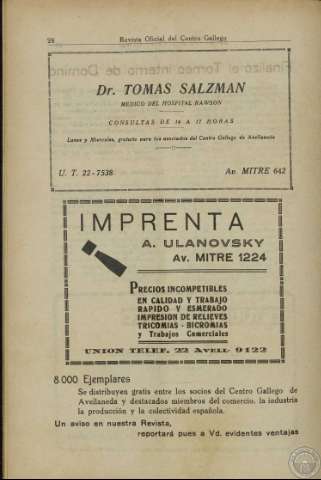 28
Revista Oficial del Centro Gallego
Dr. TOMAS SALZMAN
MEDICO DEL HOSPITAL RAWSON
CONSULTAS DE 14 A 17 HORAS
Lunes y Miercoles, gratuito para los asociados del Centro Gallego de Avellaneda
U. T. 22-7538
Av. MITRE 642
IMPRENTA
A. ULANOVSKY
Av. MITRE 1224
PRECIOS INCOMPETIBLES
EN CALIDAD Y TRABAJO
RAPIDO Y ESMERADO
IMPRESION DE RELIEVES
TRICOMIAS - BICROMIAS
y Trabajos Comerciales
UNION TELEF. 22 AVELL. 9122
8 000 Ejemplares
Se distribuyen gratis entre los socios del Centro Gallego de
Avellaneda y destacados miembros del comercio, la industria
la producción y la colectividad española.
Un aviso en nuestra Revista,
reportará pues a Vd. evidentes ventajas